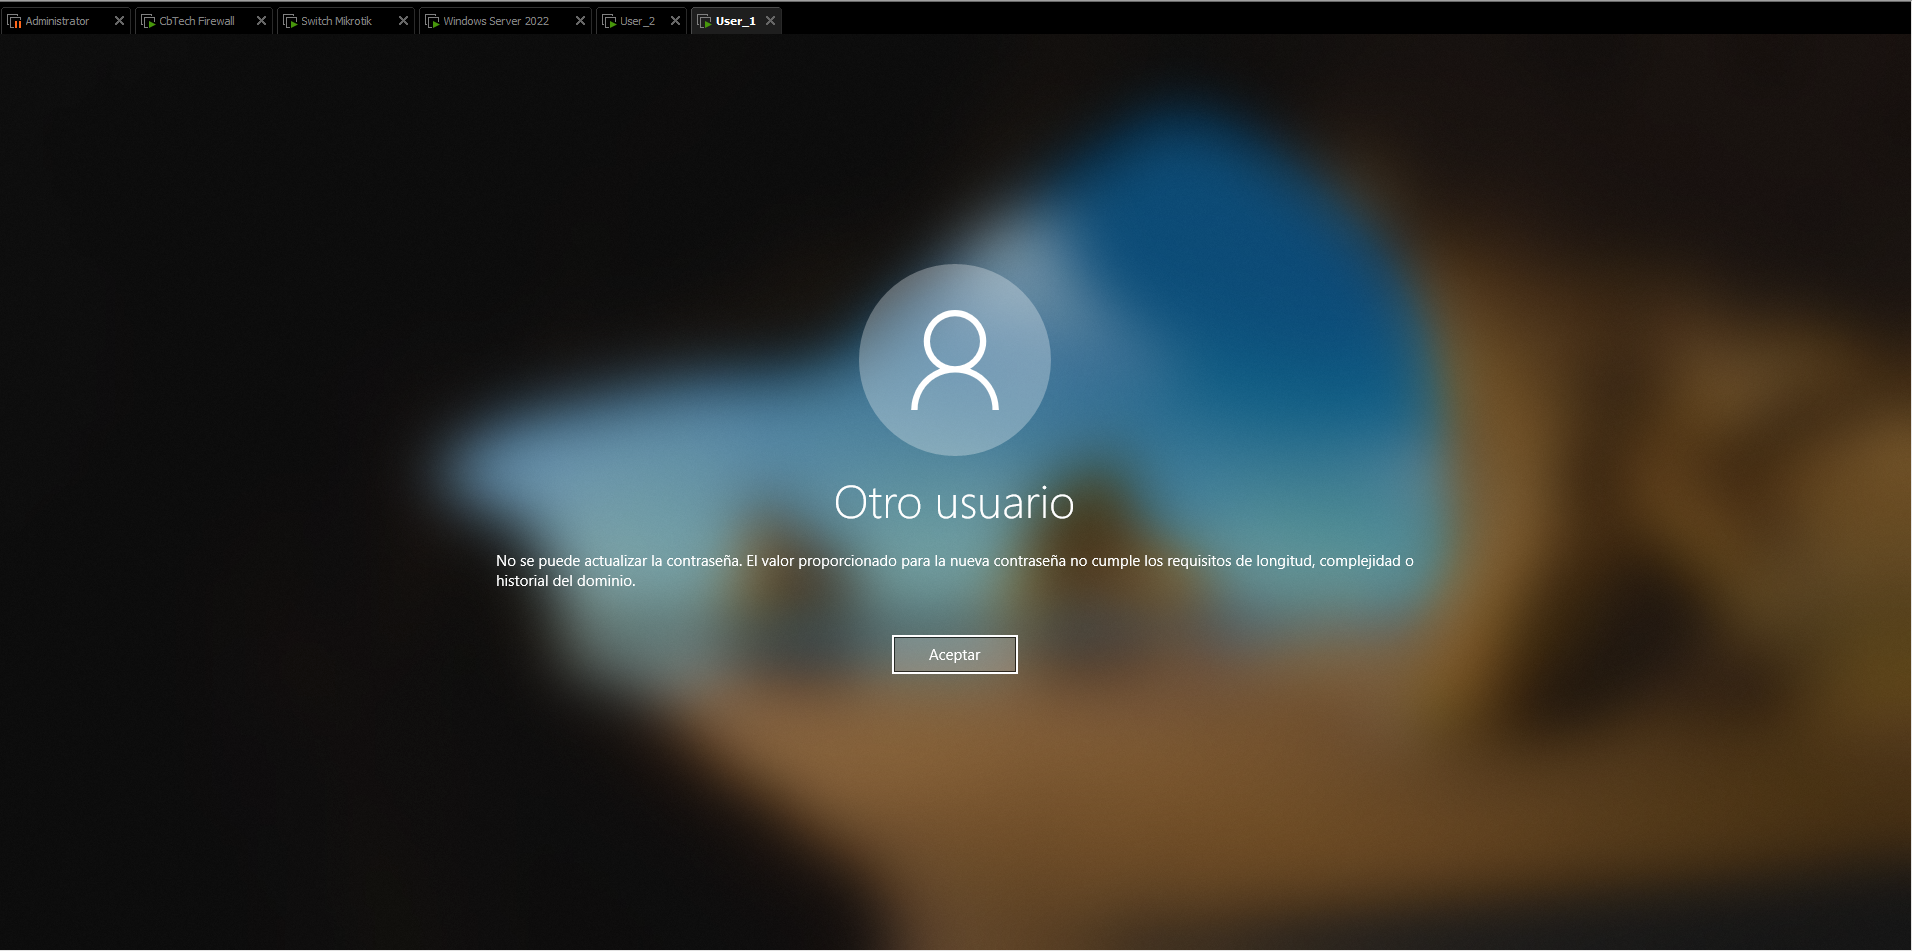 Administrator
CbTech Firewall
Switch Mikrotik
Windows Server 2022
User_2
User_1
Otro usuario
No se puede actualizar la contraseña. El valor proporcionado para la nueva contraseña no cumple los requisitos de longitud, complejidad o
historial del dominio.
Aceptar